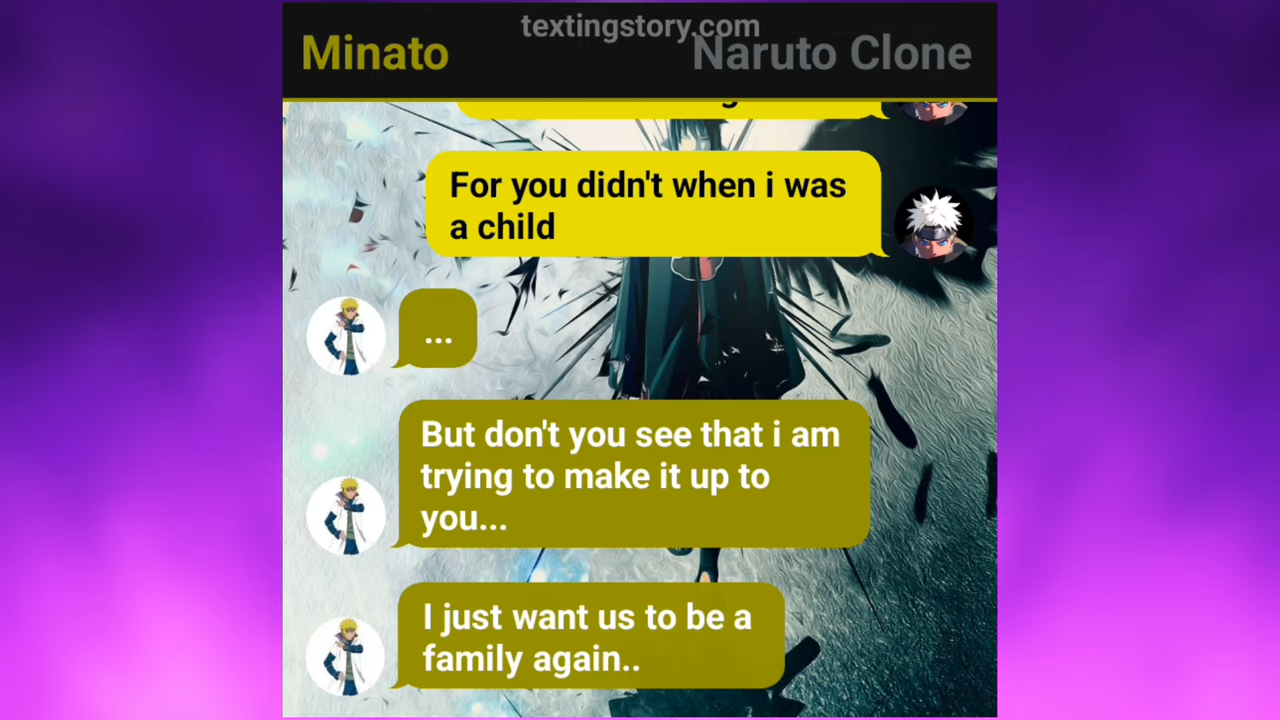 textingstory.com
Minato
Naruto Clone
For you didn't when i was
a child
...
But don't you see that i am
trying to make it up to
you...
I just want us to be a
family again..